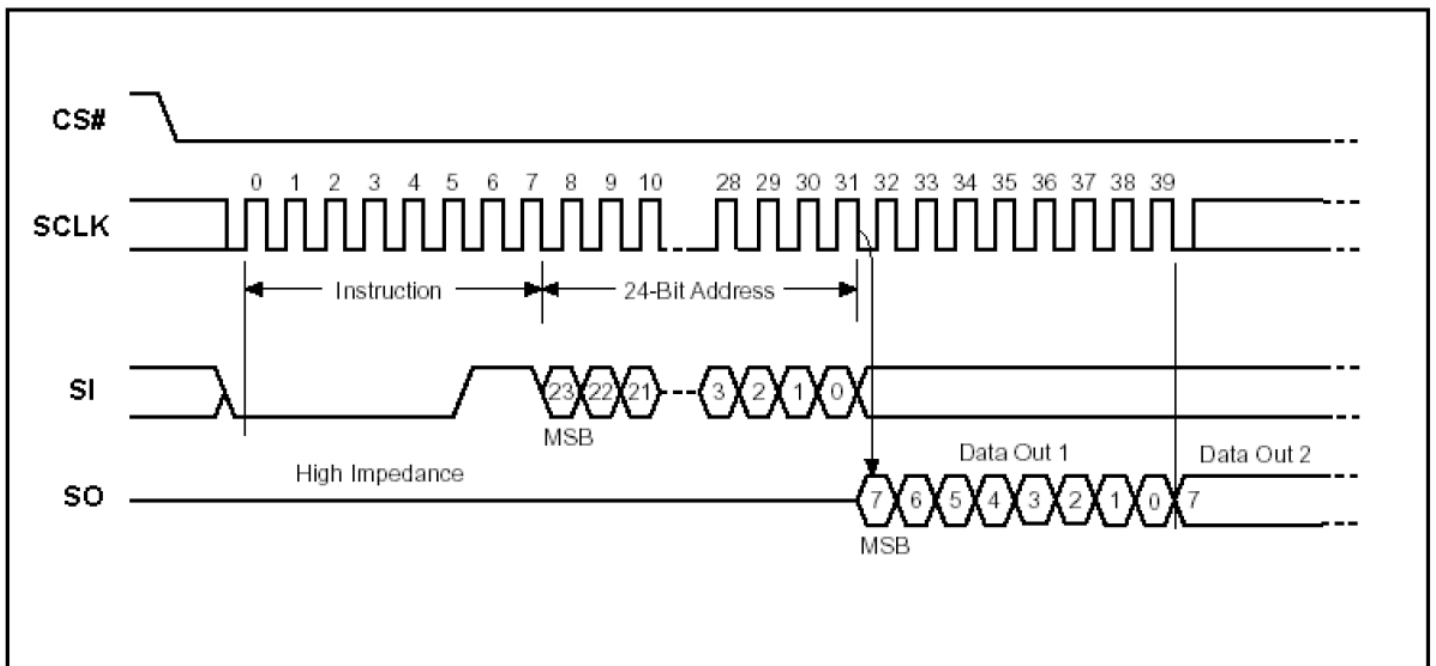 CS#
0 1 2 3 4 5 6 7 8 9 10 28 29 30 31 32 33 34 35 36 37 38 39
SCLK
Instruction 24-Bit Address
SI
23 22 21 3 2 1 0
MSB
High Impedance Data Out 1 Data Out 2
SO
7 6 5 4 3 2 1 0 7
MSB